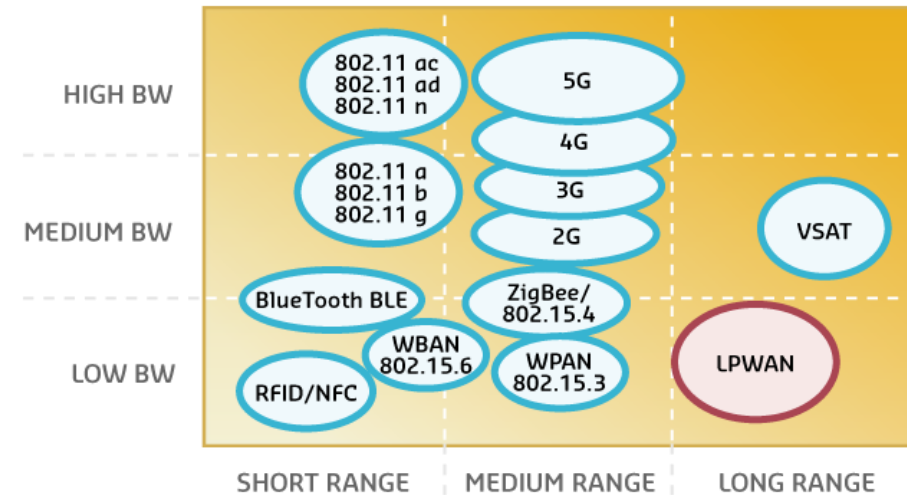 HIGH BW
802.11 ac
802.11 ad
802.11 n
5G
4G
MEDIUM BW
802.11 a
802.11 b
802.11 g
3G
2G
VSAT
LOW BW
BlueTooth BLE
ZigBee/
802.15.4
WBAN
802.15.6
WPAN
802.15.3
LPWAN
RFID/NFC
SHORT RANGE
MEDIUM RANGE
LONG RANGE